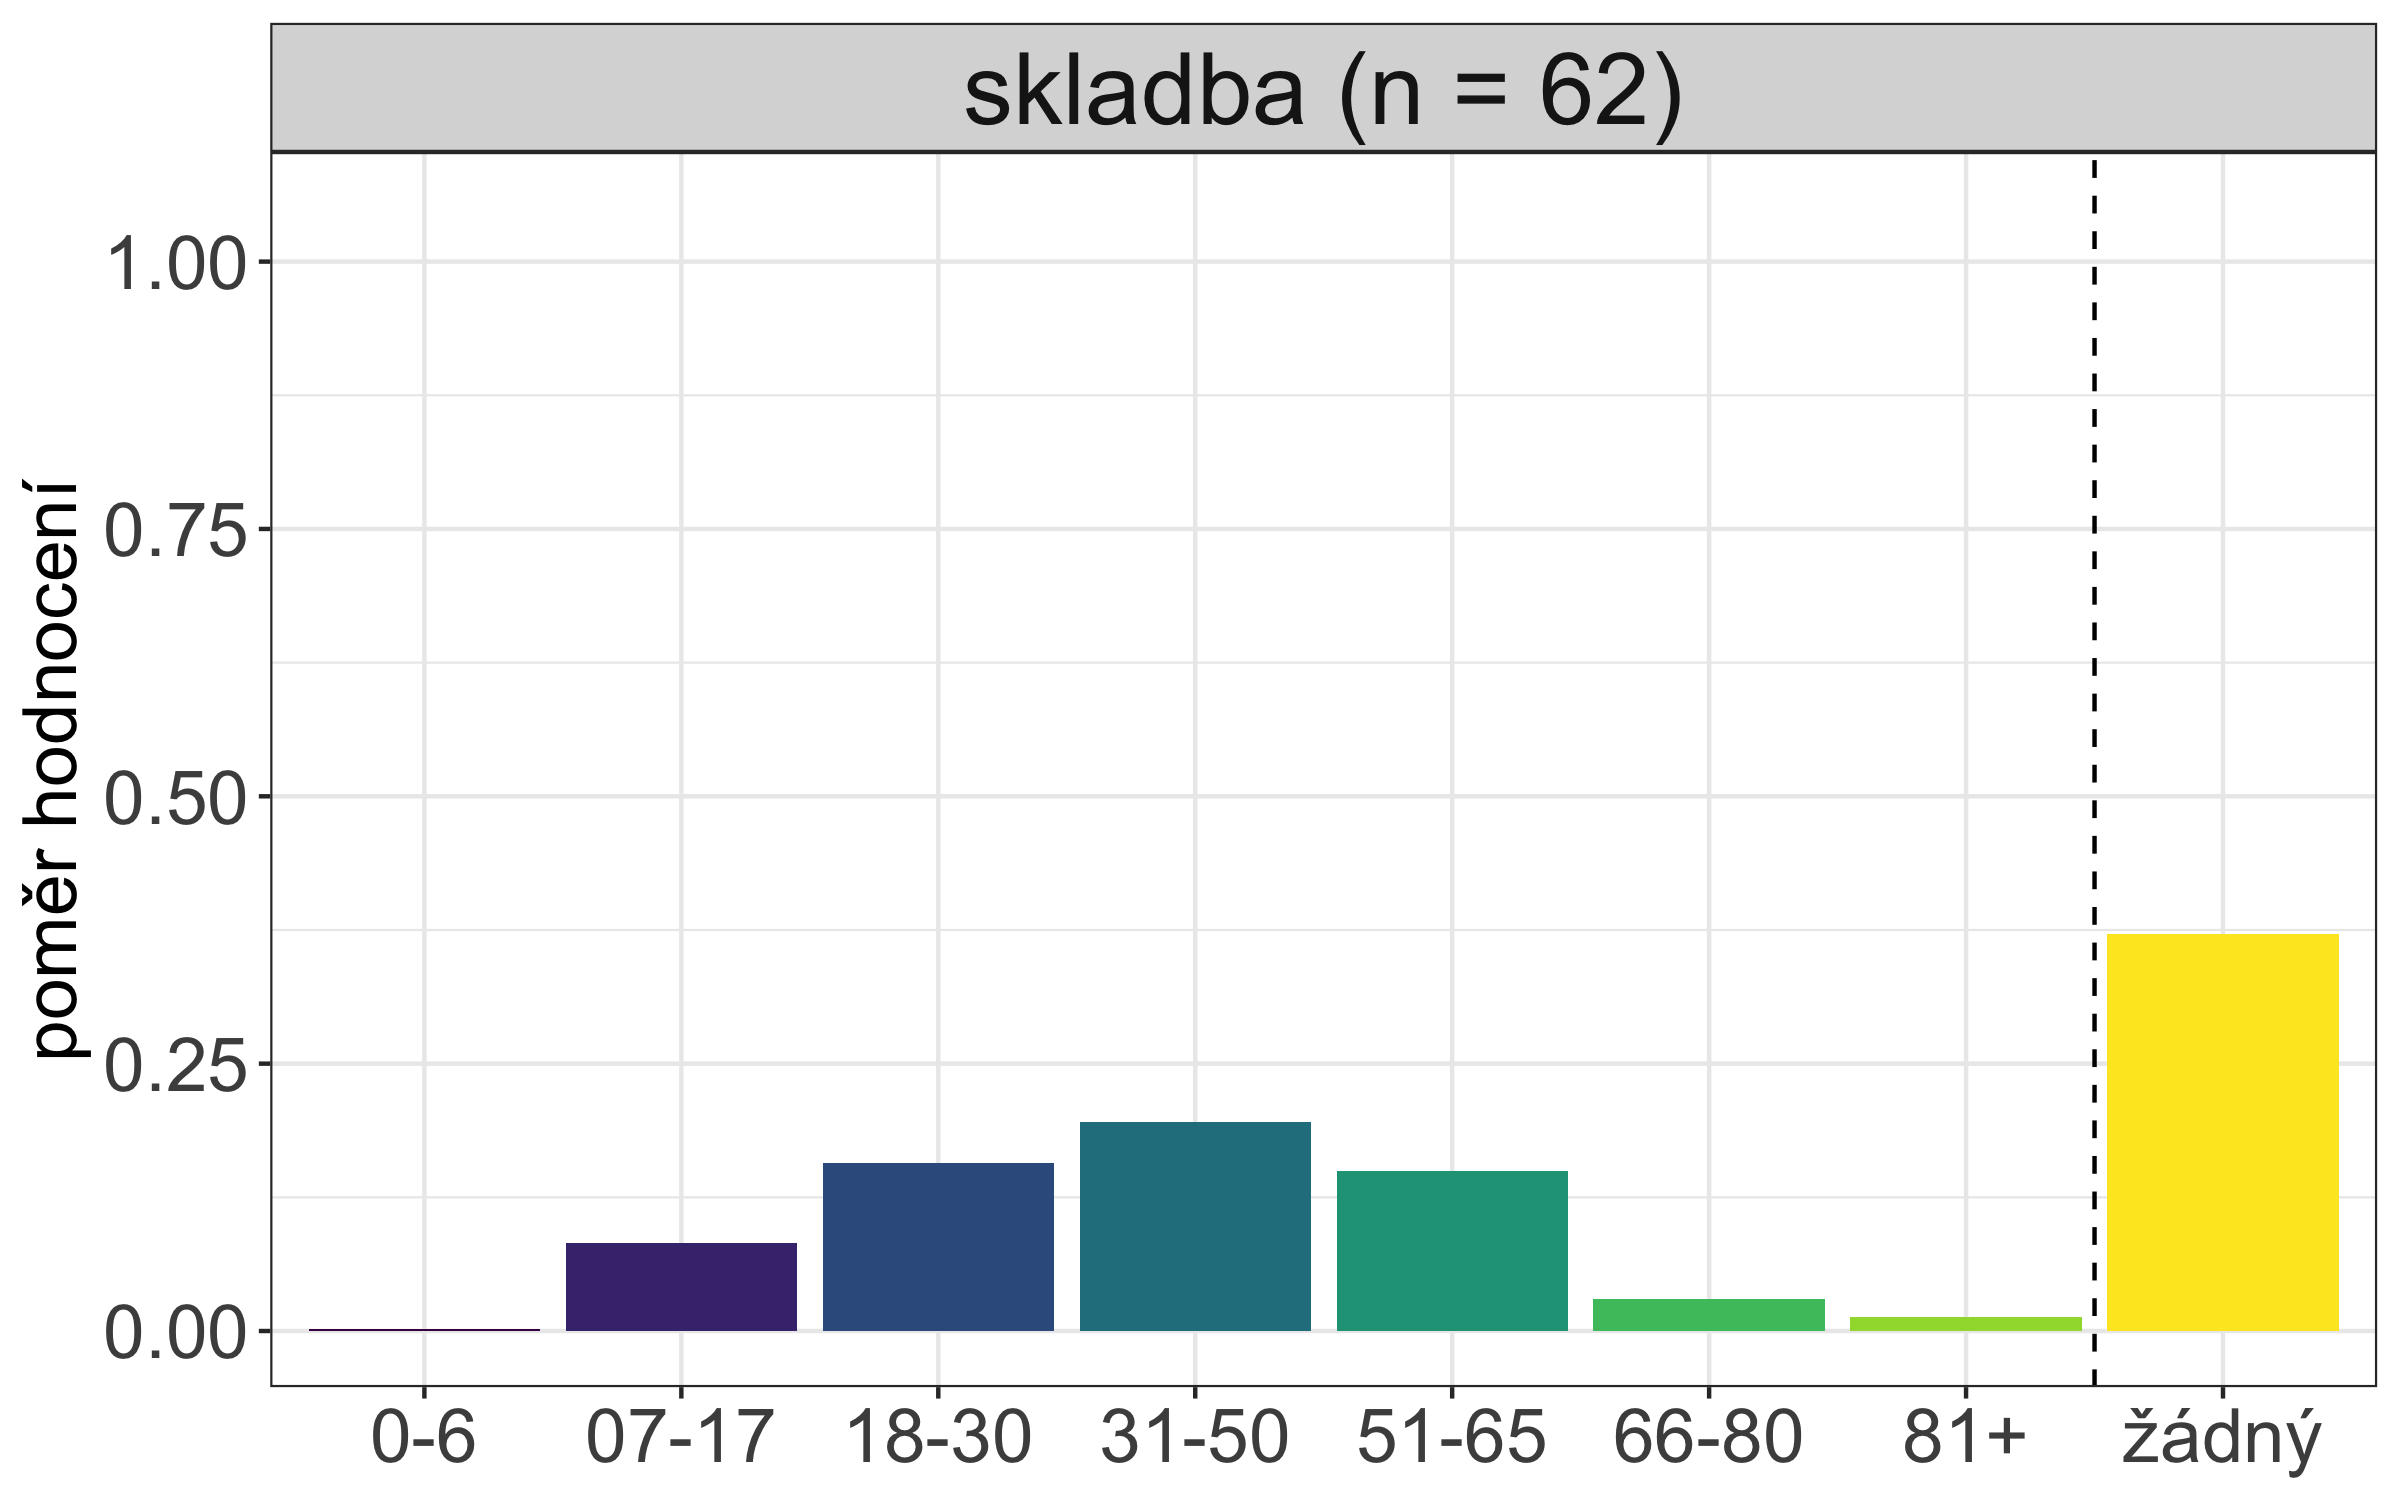 skladba (n = 62)
poměr hodnocení
1.00
0.75
0.50
0.25
0.00
0-6 07-17 18-30 31-50 51-65 66-80 81+ žádný